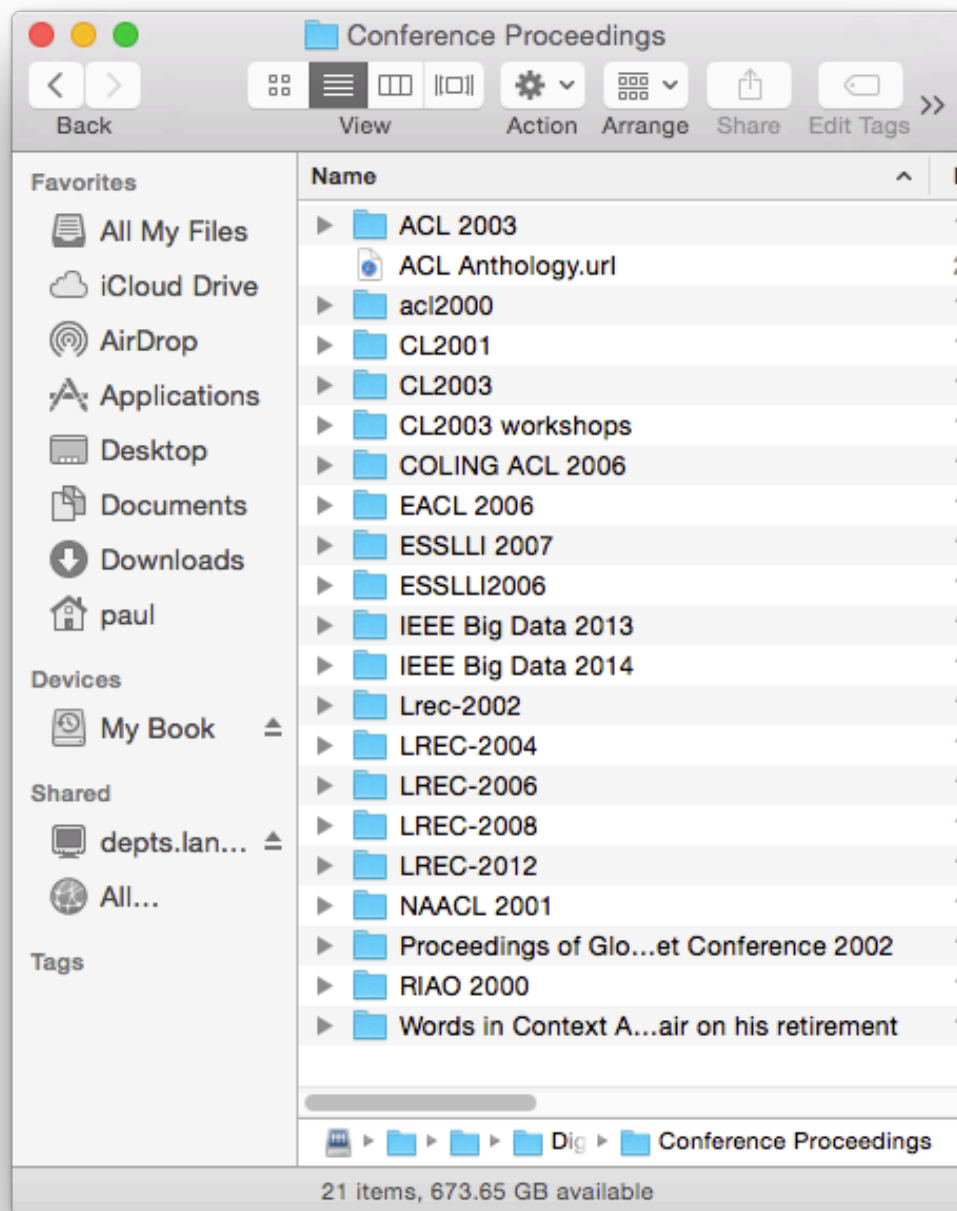 Conference Proceedings
Back View Action Arrange Share Edit Tags
Favorites
All My Files
iCloud Drive
AirDrop
Applications
Desktop
Documents
Downloads
paul
Devices
My Book
Shared
depts.lan...
All...
Tags
Name
ACL 2003
ACL Anthology.url
acl2000
CL2001
CL2003
CL2003 workshops
COLING ACL 2006
EACL 2006
ESSLLI 2007
ESSLLI2006
IEEE Big Data 2013
IEEE Big Data 2014
Lrec-2002
LREC-2004
LREC-2006
LREC-2008
LREC-2012
NAACL 2001
Proceedings of Glo...et Conference 2002
RIAO 2000
Words in Context A...air on his retirement
Dig Conference Proceedings
21 items, 673.65 GB available